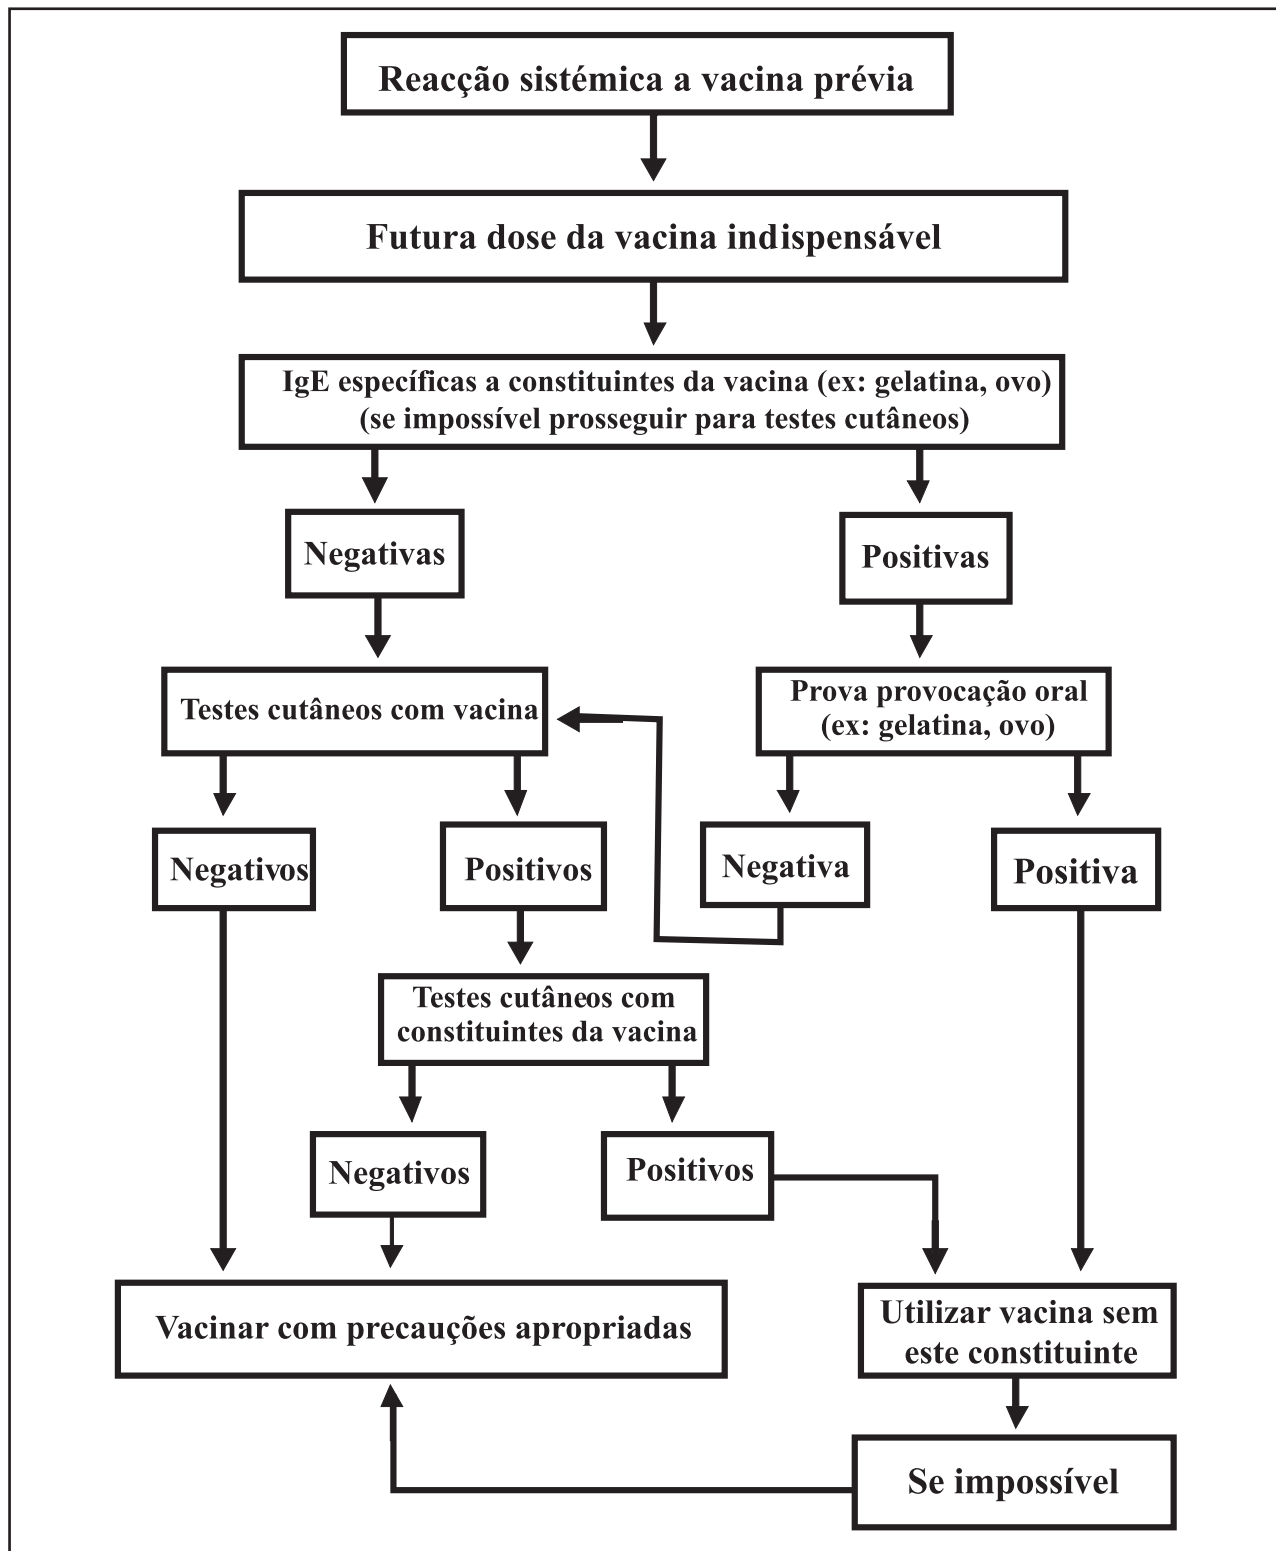 Reacção sistémica a vacina prévia
Futura dose da vacina indispensável
IgE específicas a constituintes da vacina (ex: gelatina, ovo)
(se impossível prosseguir para testes cutâneos)
Negativas
Positivas
Testes cutâneos com vacina
Prova provocação oral
(ex: gelatina, ovo)
Negativos
Positivos
Negativa
Positiva
Testes cutâneos com
constituintes da vacina
Negativos
Positivos
Vacinar com precauções apropriadas
Utilizar vacina sem
este constituinte
Se impossível